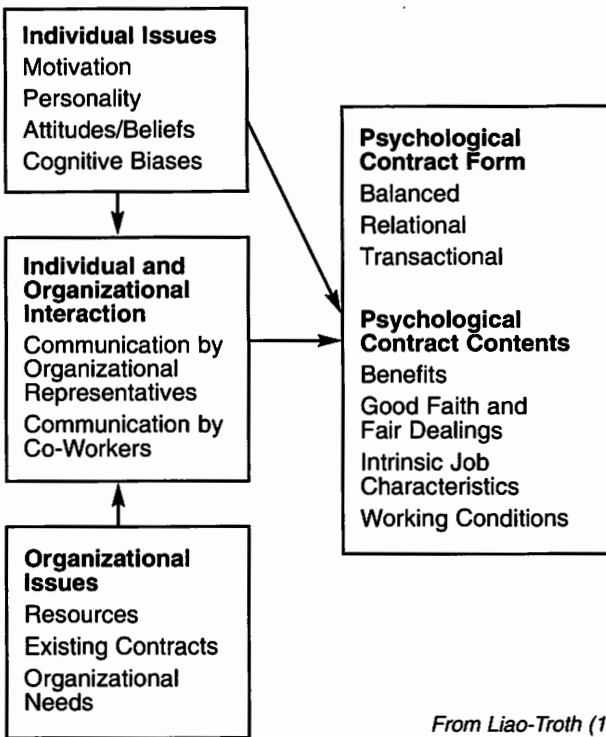 Individual Issues
Motivation
Personality
Attitudes/Beliefs
Cognitive Biases
Individual and
Organizational
Interaction
Communication by
Organizational
Representatives
Communication by
Co-Workers
Organizational
Issues
Resources
Existing Contracts
Organizational
Needs
Psychological
Contract Form
Balanced
Relational
Transactional
Psychological
Contract Contents
Benefits
Good Faith and
Fair Dealings
Intrinsic Job
Characteristics
Working Conditions
From Liao-Troth (1